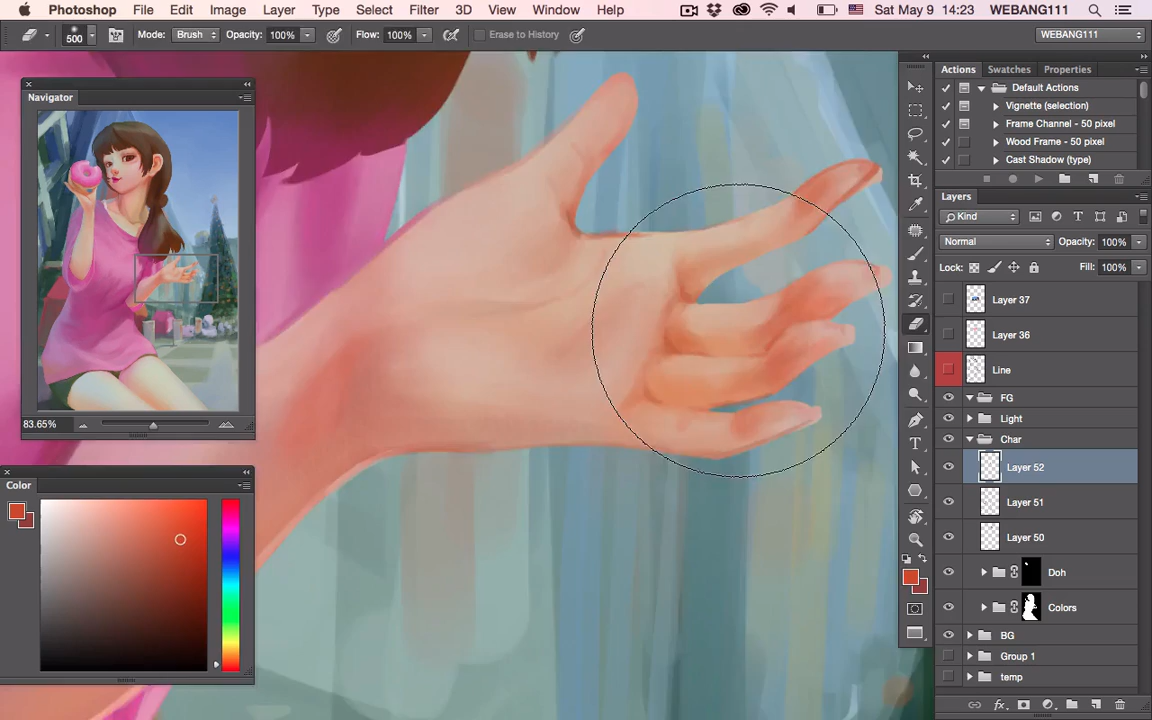 Photoshop File Edit Image Layer Type Select Filter 3D View Window Help Sat May 9 14:23 WEBANG111
500 Mode: Brush Opacity: 100% Flow: 100% Erase to History WEBANG111
Navigator
83.65%
Color
Actions Swatches Properties
Default Actions
Vignette (selection)
Frame Channel - 50 pixel
Wood Frame - 50 pixel
Cast Shadow (type)
Layers
Kind
Normal Opacity: 100%
Lock: Fill: 100%
Layer 37
Layer 36
Line
FG
Light
Char
Layer 52
Layer 51
Layer 50
Doh
Colors
BG
Group 1
temp